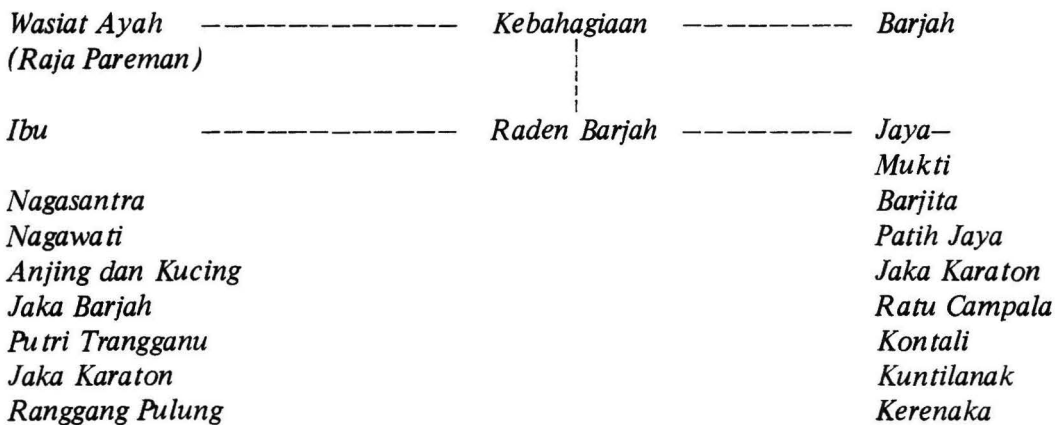 Wasiat Ayah ------------- Kebahagiaan -------- Barjah
(Raja Pareman)
Ibu ------------- Raden Barjah -------- Jaya—
Mukti
Nagasantra Barjita
Nagawati Patih Jaya
Anjing dan Kucing Jaka Karaton
Jaka Barjah Ratu Campala
Putri Trangganu Kontali
Jaka Karaton Kuntilanak
Ranggang Pulung Kerenaka